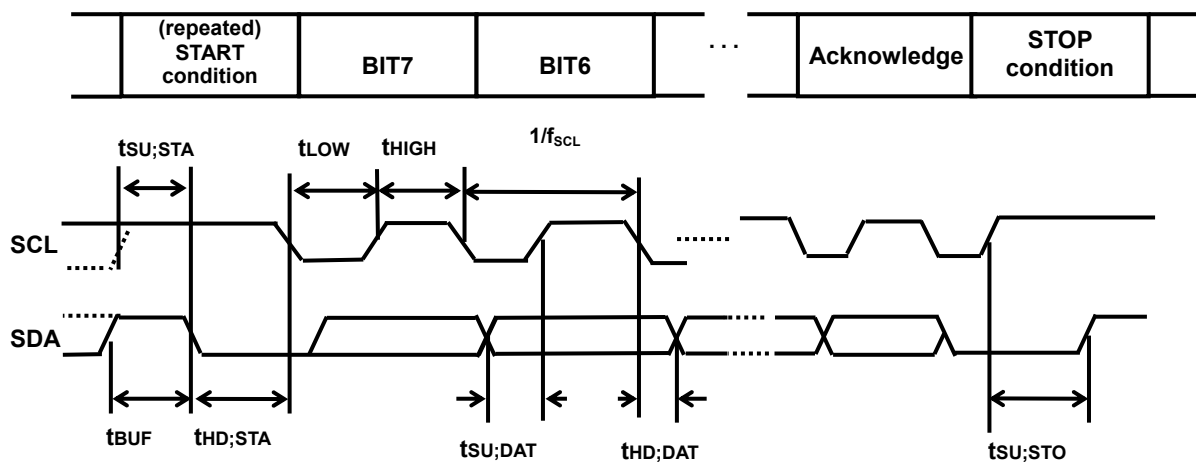 (repeated)
START
condition
BIT7
BIT6
. . .
Acknowledge
STOP
condition
tSU;STA
tLOW
tHIGH
1/fSCL
SCL
SDA
tBUF
tHD;STA
tSU;DAT
tHD;DAT
tSU;STO